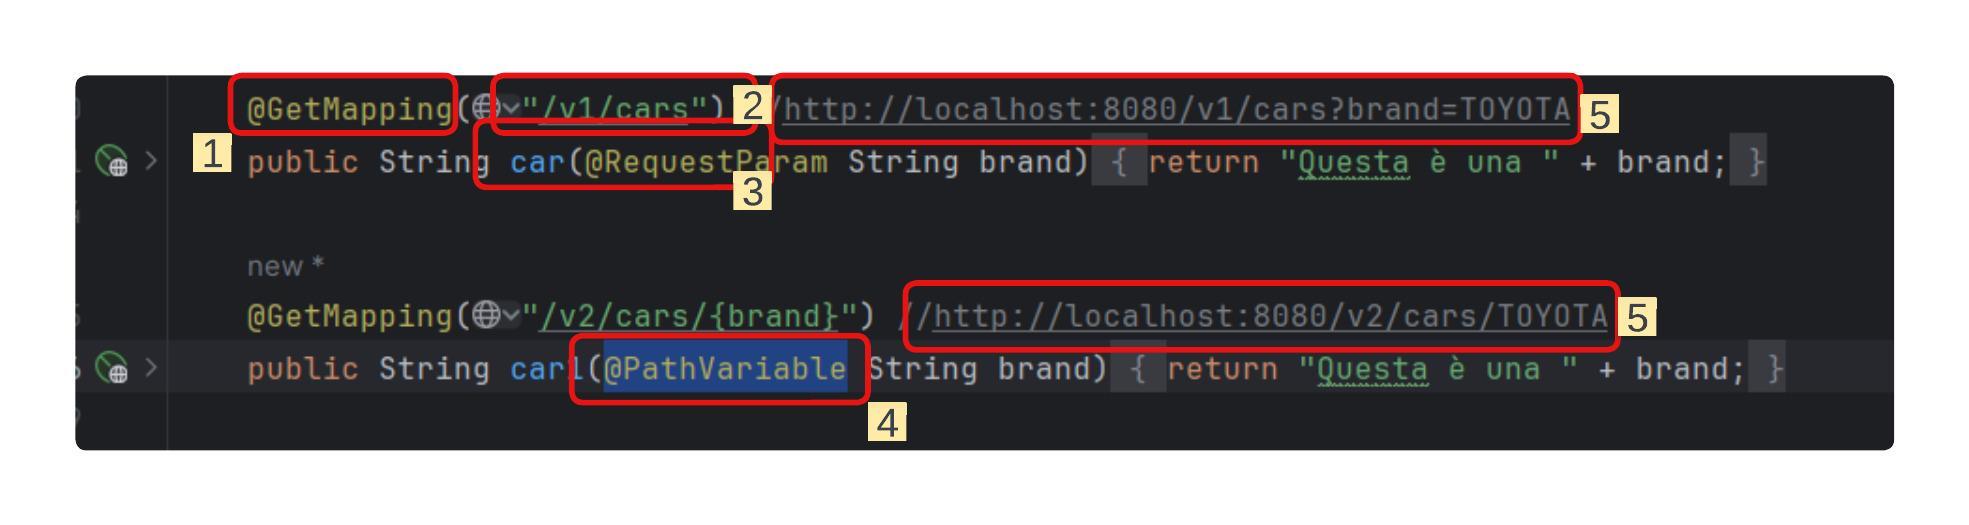 @GetMapping("/v1/cars") 2 /http://localhost:8080/v1/cars?brand=TOYOTA 5
1 public String car(@RequestParam String brand) { return "Questa è una " + brand; }
3
new *
@GetMapping("/v2/cars/{brand}") //http://localhost:8080/v2/cars/TOYOTA 5
public String car1(@PathVariable String brand) { return "Questa è una " + brand; }
4